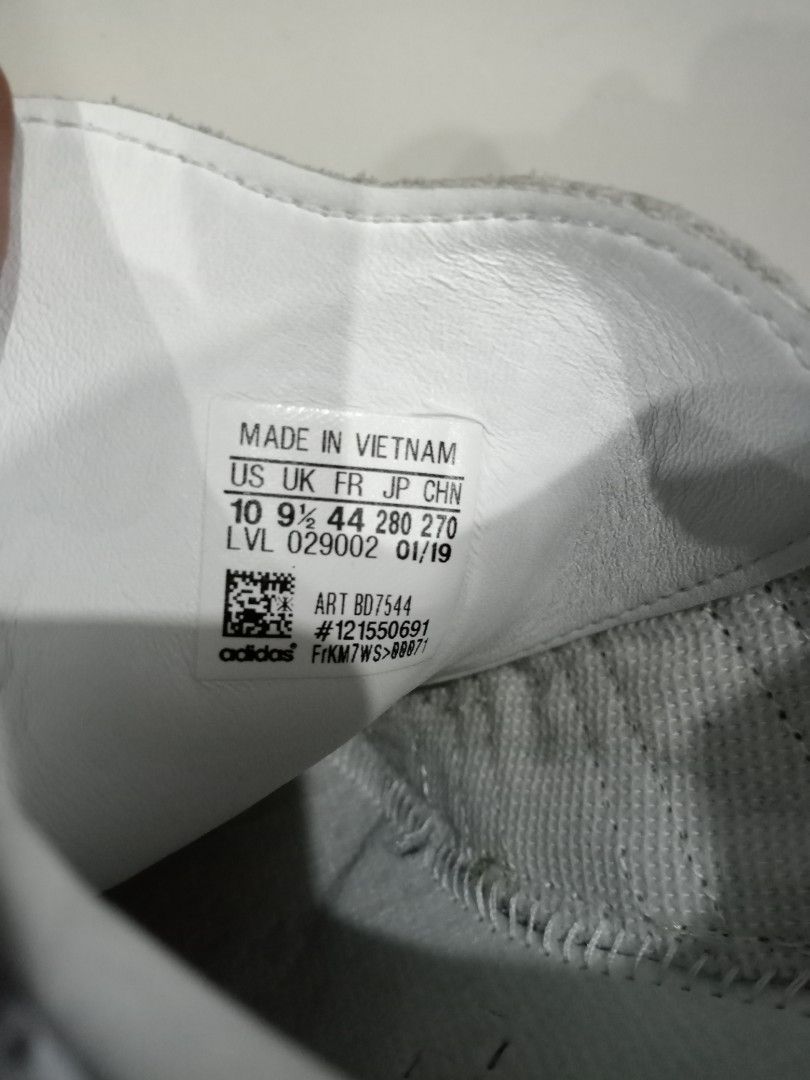 MADE IN VIETNAM
US UK FR JP CHN
10 9½ 44 280 270
LVL 029002 01/19
ART BD7544
#121550691
adidas FrKM7WS>00071